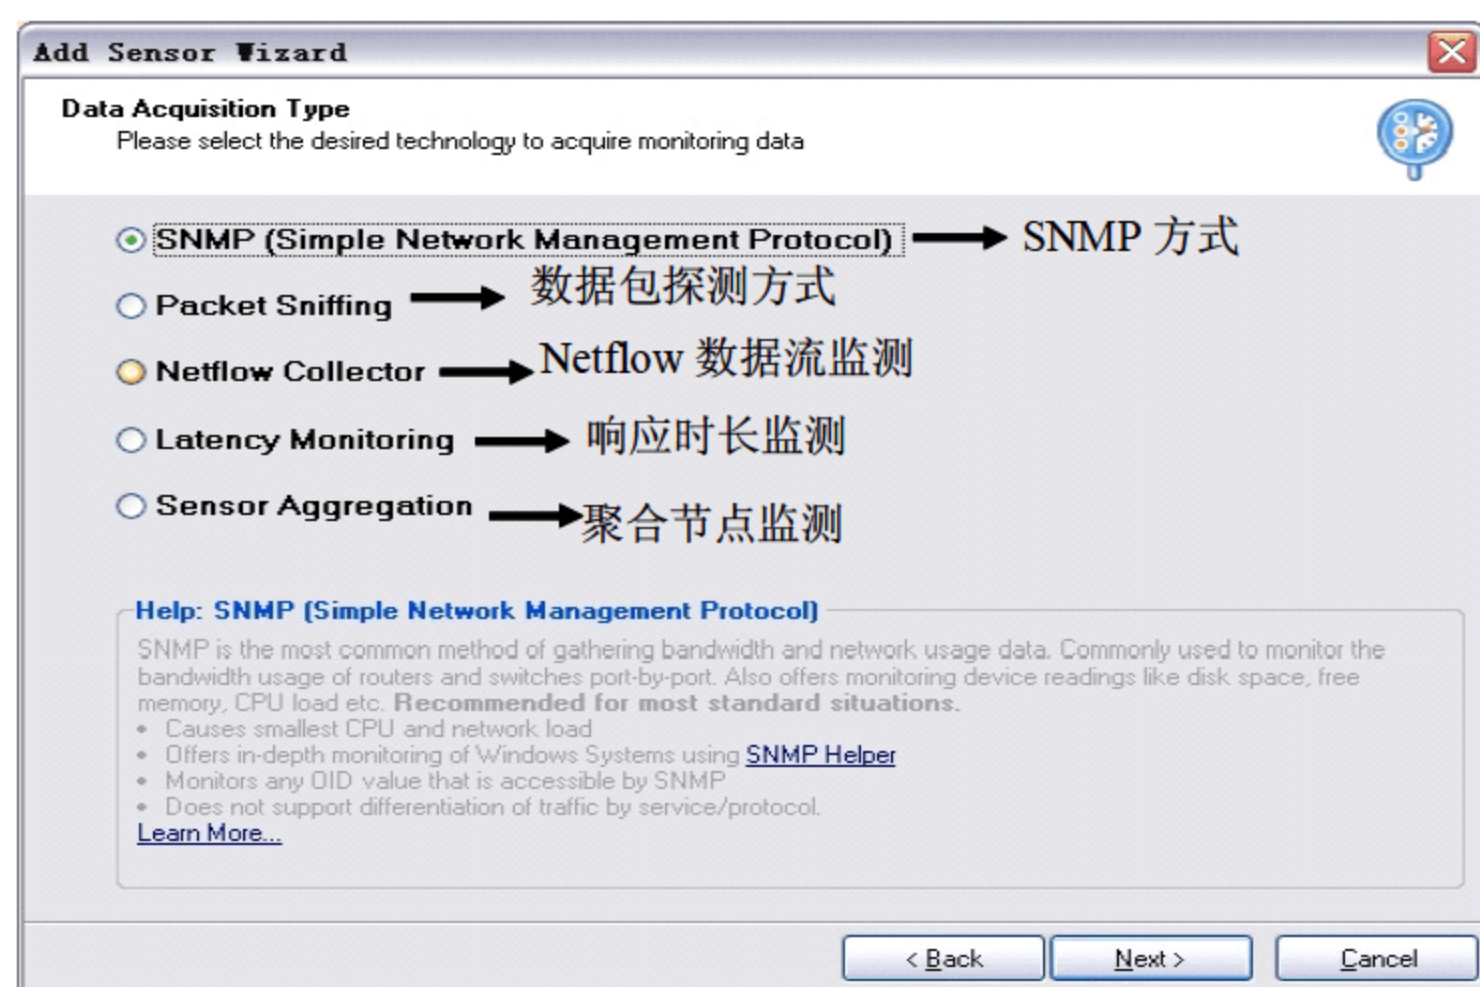 Add Sensor Wizard
Data Acquisition Type
Please select the desired technology to acquire monitoring data
SNMP (Simple Network Management Protocol) SNMP 方式
Packet Sniffing 数据包探测方式
Netflow Collector Netflow 数据流监测
Latency Monitoring 响应时长监测
Sensor Aggregation 聚合节点监测
Help: SNMP (Simple Network Management Protocol)
SNMP is the most common method of gathering bandwidth and network usage data. Commonly used to monitor the
bandwidth usage of routers and switches port-by-port. Also offers monitoring device readings like disk space, free
memory, CPU load etc. Recommended for most standard situations.
• Causes smallest CPU and network load
• Offers in-depth monitoring of Windows Systems using SNMP Helper
• Monitors any OID value that is accessible by SNMP
• Does not support differentiation of traffic by service/protocol.
Learn More...
< Back Next > Cancel